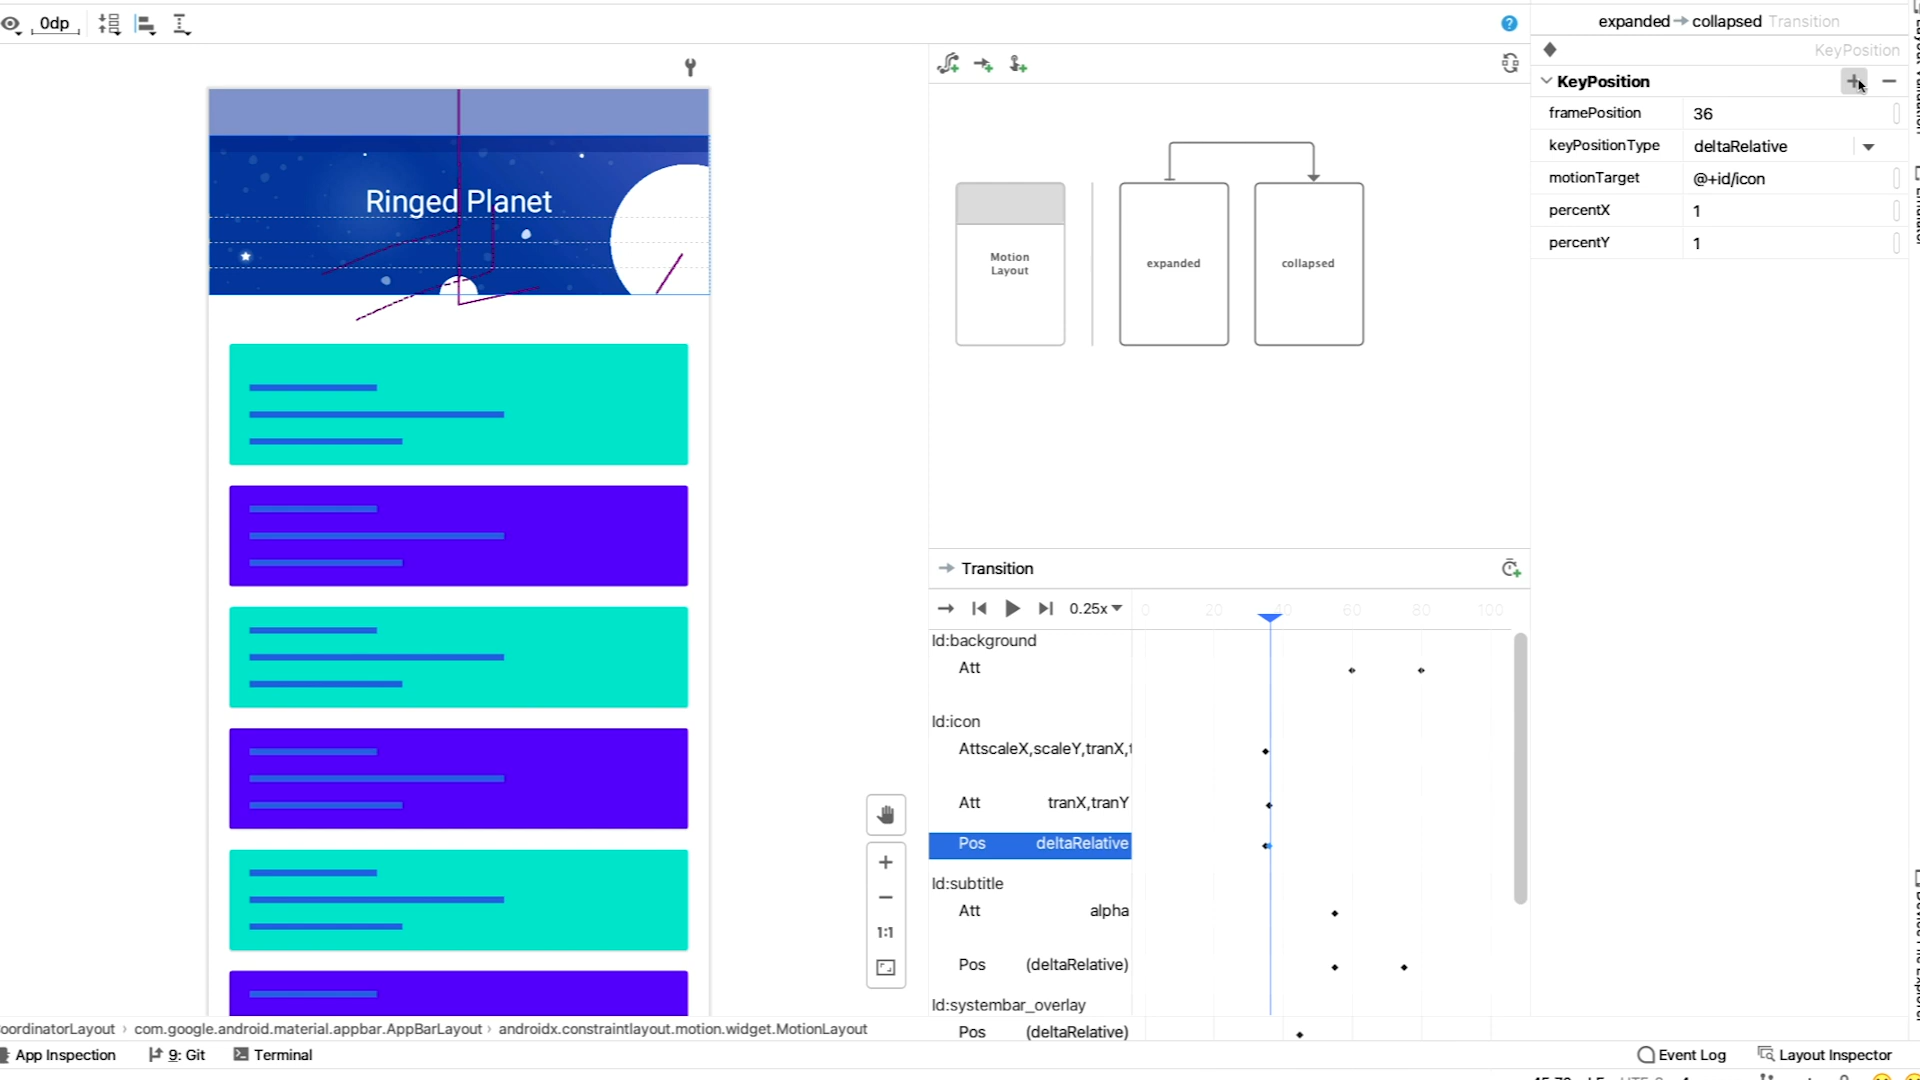 0dp
?
expanded → collapsed Transition
KeyPosition
KeyPosition
framePosition 36
keyPositionType deltaRelative
motionTarget @+id/icon
percentX 1
percentY 1
Ringed Planet
Motion
Layout
expanded
collapsed
Transition
0.25x
0 20 40 60 80 100
Id:background
Att
Id:icon
AttscaleX,scaleY,tranX,t
Att tranX,tranY
Pos deltaRelative
Id:subtitle
Att alpha
Pos (deltaRelative)
Id:systembar_overlay
Pos (deltaRelative)
1:1
oordinatorLayout › com.google.android.material.appbar.AppBarLayout › androidx.constraintlayout.motion.widget.MotionLayout
App Inspection
9: Git
Terminal
Event Log
Layout Inspector